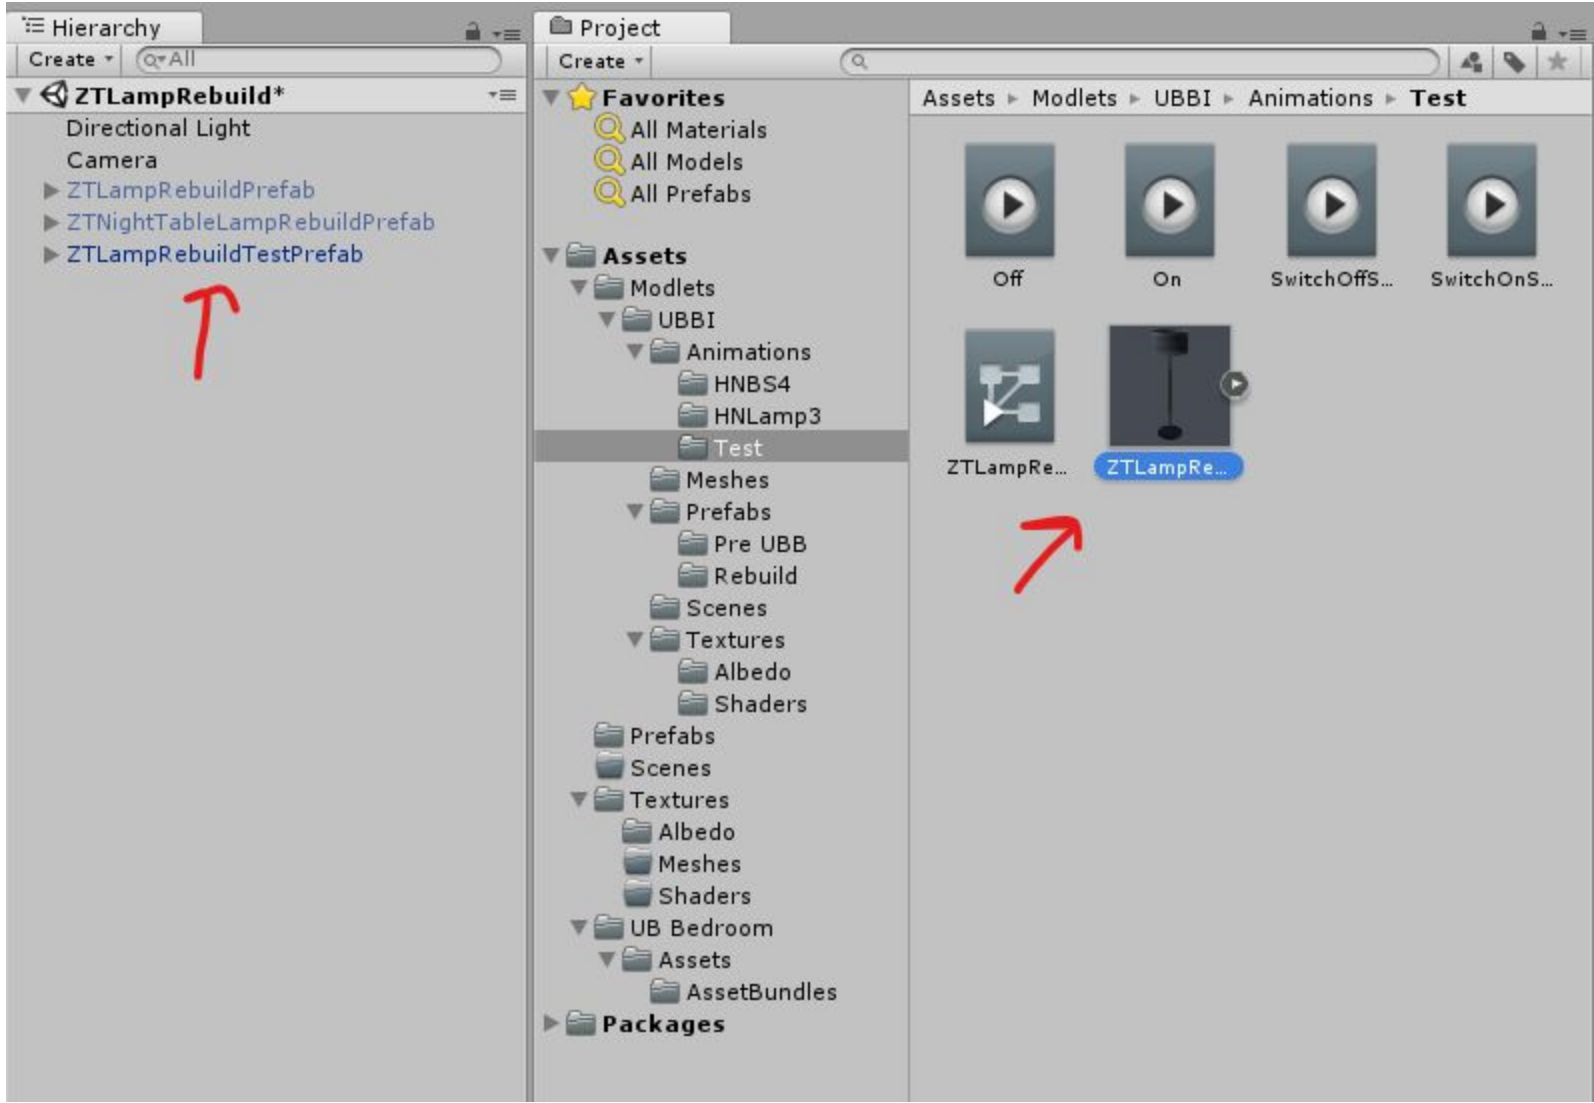 Hierarchy
Create
All
ZTLampRebuild*
Directional Light
Camera
ZTLampRebuildPrefab
ZTNightTableLampRebuildPrefab
ZTLampRebuildTestPrefab
Project
Create
Favorites
All Materials
All Models
All Prefabs
Assets
Modlets
UBBI
Animations
HNBS4
HNLamp3
Test
Meshes
Prefabs
Pre UBB
Rebuild
Scenes
Textures
Albedo
Shaders
Prefabs
Scenes
Textures
Albedo
Meshes
Shaders
UB Bedroom
Assets
AssetBundles
Packages
Assets Modlets UBBI Animations Test
Off On SwitchOffS... SwitchOnS...
ZTLampRe... ZTLampRe...